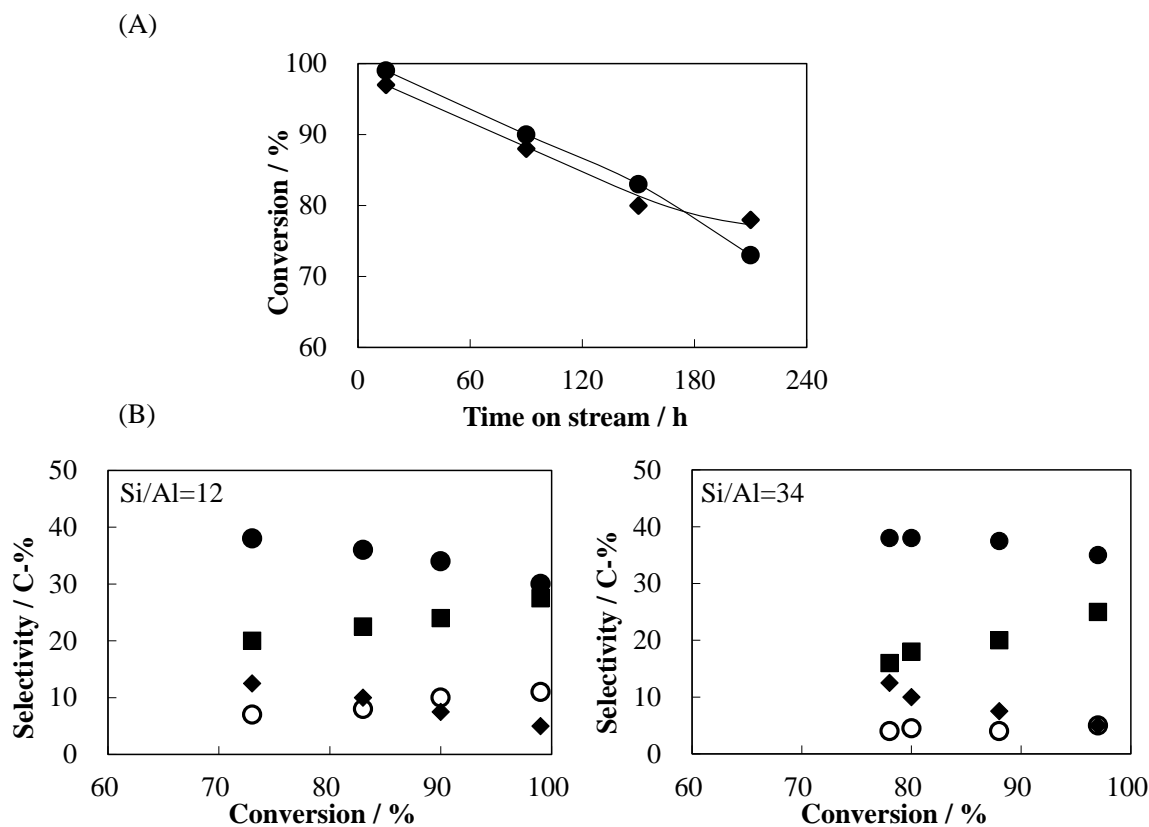 (A)
100
90
80
70
60
Conversion / %
0 60 120 180 240
Time on stream / h
(B)
50
40
30
20
10
0
Selectivity / C-%
Si/Al=12
60 70 80 90 100
Conversion / %
50
40
30
20
10
0
Selectivity / C-%
Si/Al=34
60 70 80 90 100
Conversion / %